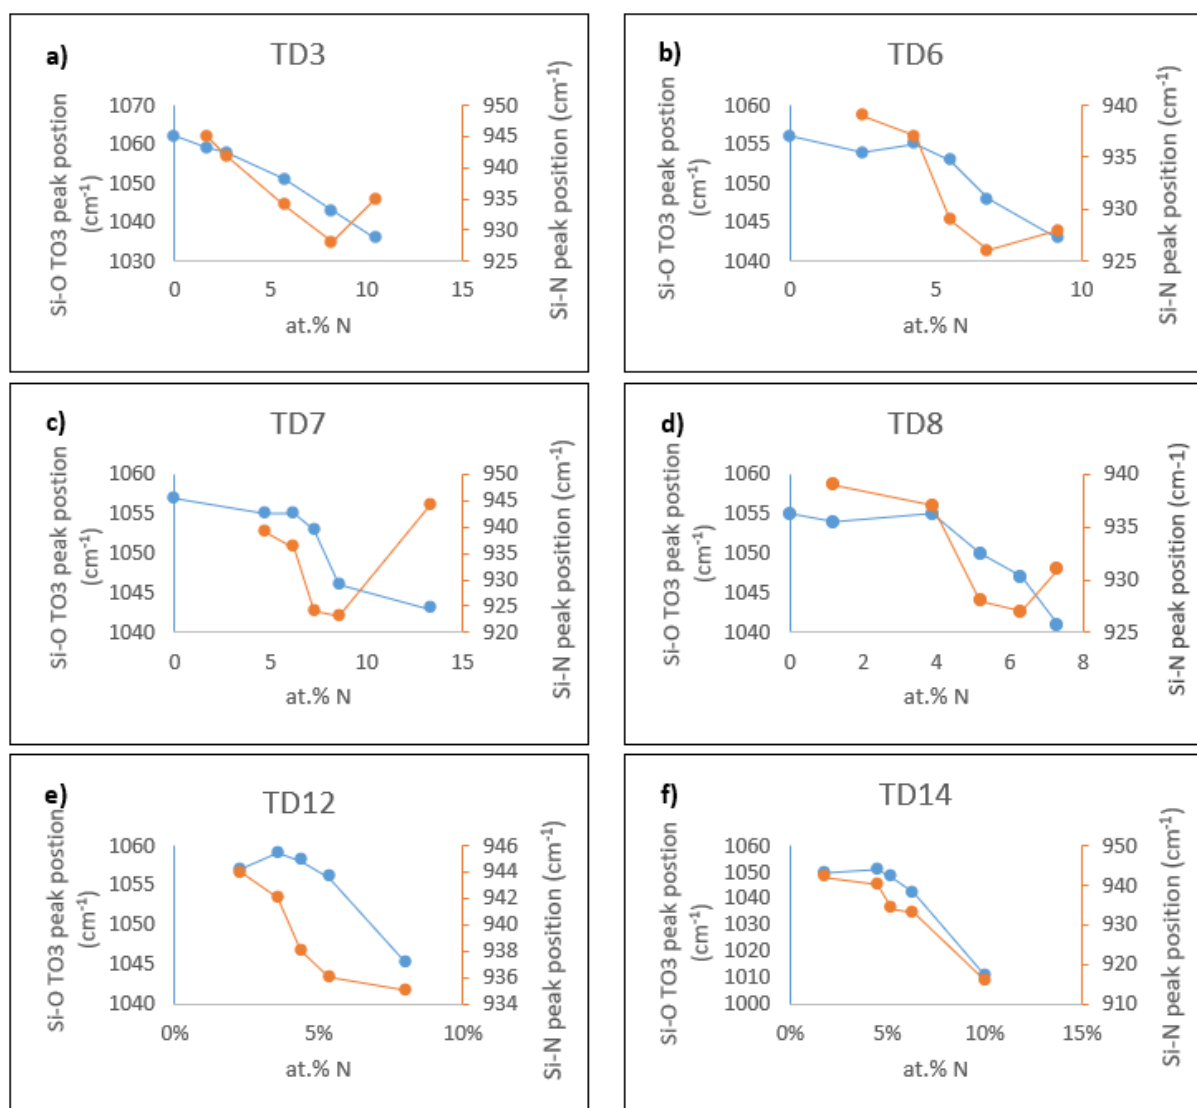 a)
TD3
Si-O TO3 peak postion
(cm⁻¹)
1070
1060
1050
1040
1030
950
945
940
935
930
925
Si-N peak position (cm⁻¹)
0
5
10
15
at.% N
b)
TD6
Si-O TO3 peak postion
(cm⁻¹)
1060
1055
1050
1045
1040
940
935
930
925
Si-N peak position (cm⁻¹)
0
5
10
at.% N
c)
TD7
Si-O TO3 peak postion
(cm⁻¹)
1060
1055
1050
1045
1040
950
945
940
935
930
925
920
Si-N peak position (cm⁻¹)
0
5
10
15
at.% N
d)
TD8
Si-O TO3 peak postion
(cm⁻¹)
1060
1055
1050
1045
1040
940
935
930
925
Si-N peak position (cm-1)
0
2
4
6
8
at.% N
e)
TD12
Si-O TO3 peak postion
(cm⁻¹)
1060
1055
1050
1045
1040
946
944
942
940
938
936
934
Si-N peak position (cm⁻¹)
0%
5%
10%
at.% N
f)
TD14
Si-O TO3 peak postion
(cm⁻¹)
1060
1050
1040
1030
1020
1010
1000
950
940
930
920
910
Si-N peak position (cm⁻¹)
0%
5%
10%
15%
at.% N